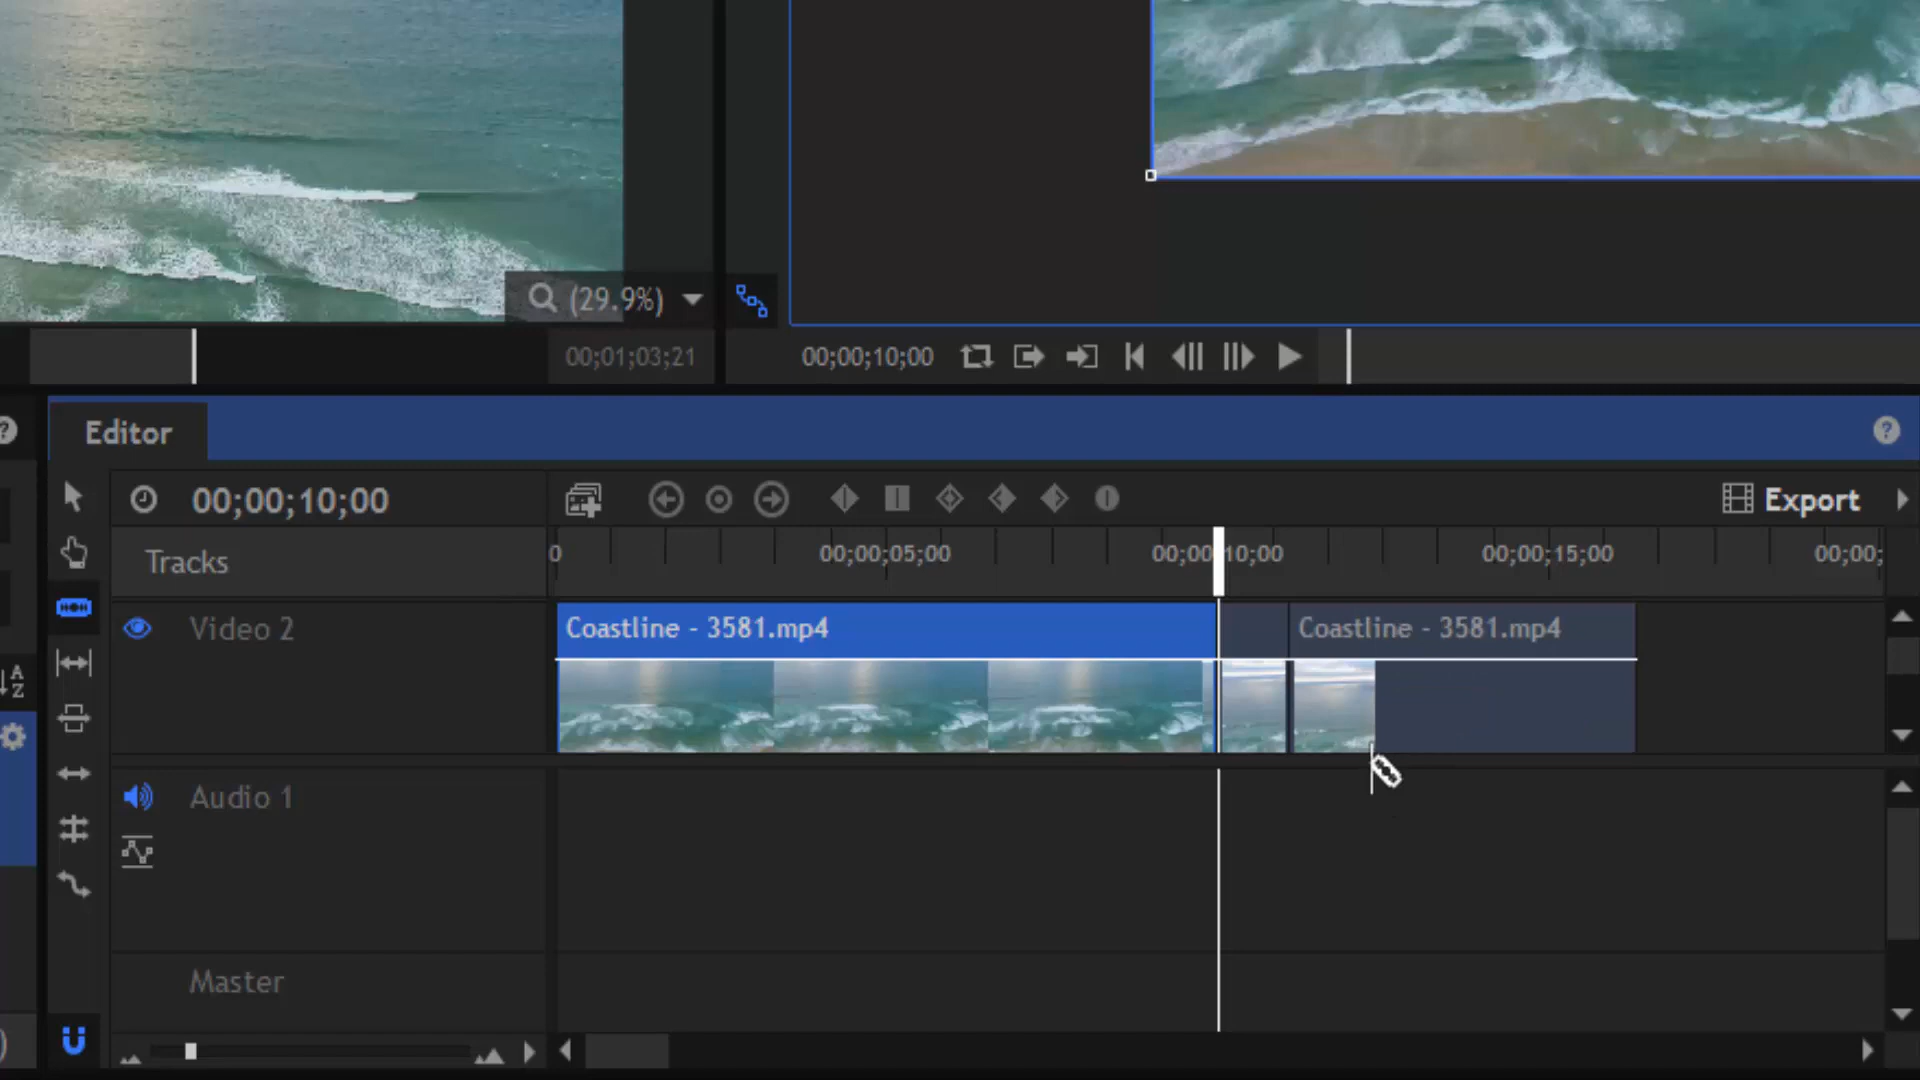 (29.9%)
00;01;03;21
00;00;10;00
Editor
00;00;10;00
Export
Tracks
0
00;00;05;00
00;00;10;00
00;00;15;00
00;00;
Video 2
Coastline - 3581.mp4
Coastline - 3581.mp4
A
Z
Audio 1
Master
)